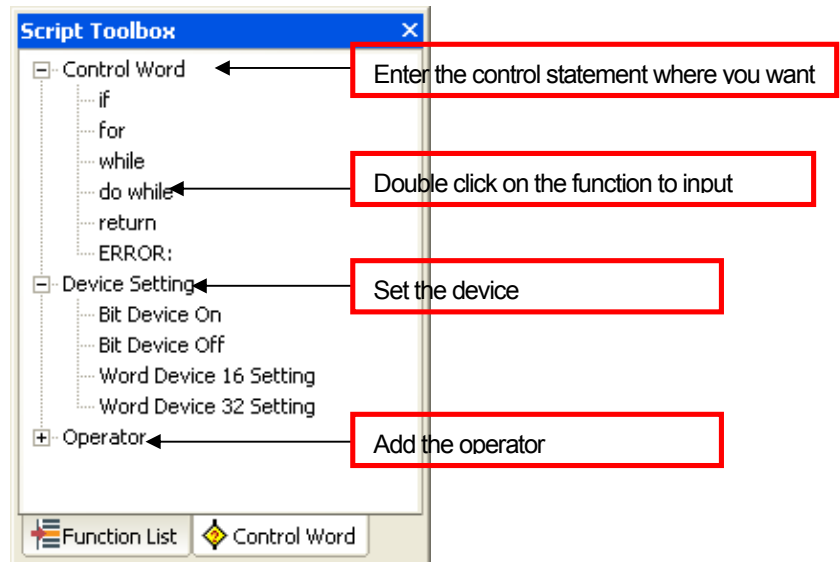 Script Toolbox
Control Word
Enter the control statement where you want
if
for
while
do while
Double click on the function to input
return
ERROR:
Device Setting
Set the device
Bit Device On
Bit Device Off
Word Device 16 Setting
Word Device 32 Setting
Operator
Add the operator
Function List
Control Word